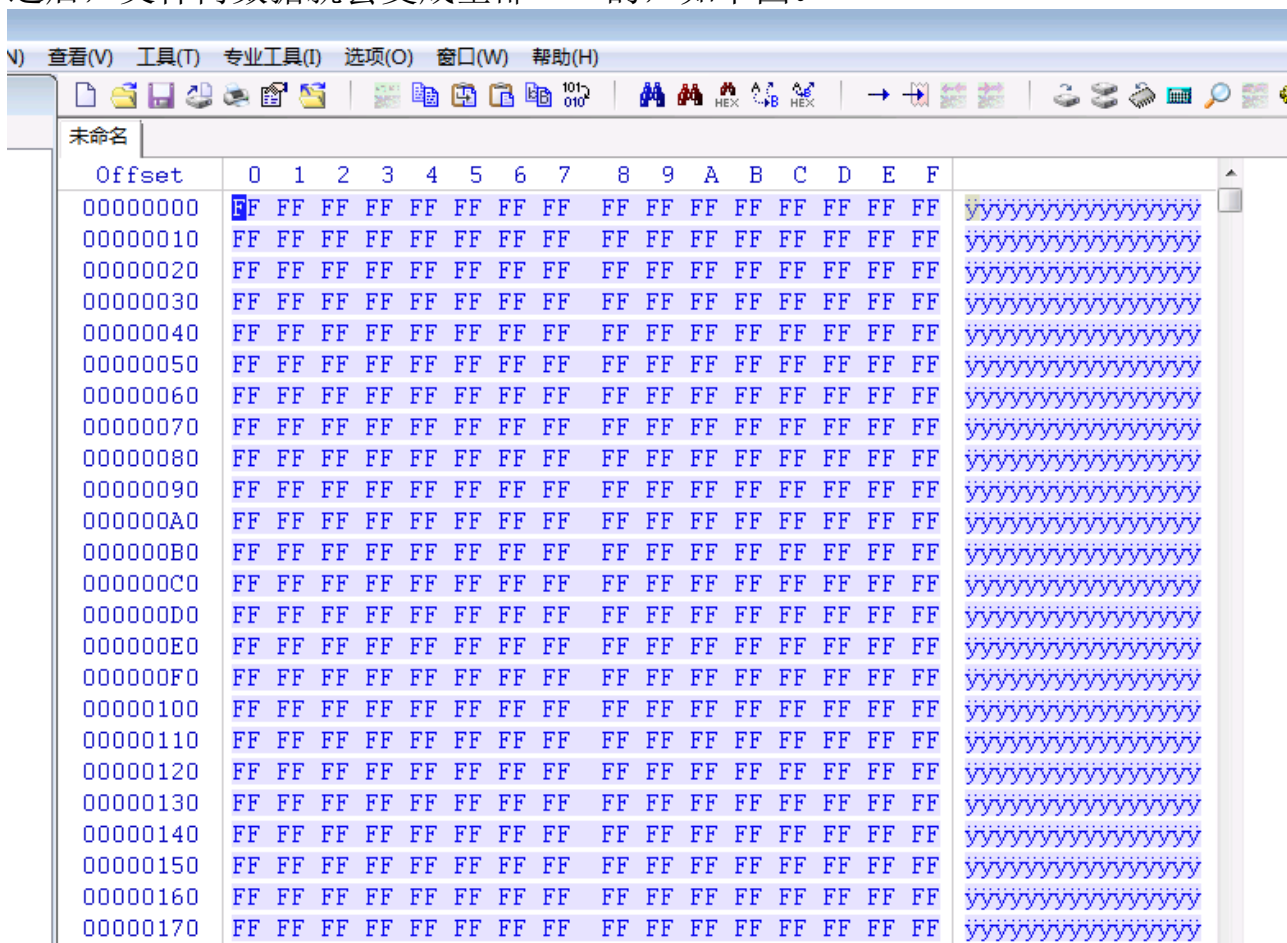 后，文件内数据就会变成全部 的，如下图。
N) 查看(V) 工具(T) 专业工具(I) 选项(O) 窗口(W) 帮助(H)
101 010 HEX A B HEX
未命名
Offset 0 1 2 3 4 5 6 7 8 9 A B C D E F
00000000 FF FF FF FF FF FF FF FF FF FF FF FF FF FF FF FF ÿÿÿÿÿÿÿÿÿÿÿÿÿÿÿÿ
00000010 FF FF FF FF FF FF FF FF FF FF FF FF FF FF FF FF ÿÿÿÿÿÿÿÿÿÿÿÿÿÿÿÿ
00000020 FF FF FF FF FF FF FF FF FF FF FF FF FF FF FF FF ÿÿÿÿÿÿÿÿÿÿÿÿÿÿÿÿ
00000030 FF FF FF FF FF FF FF FF FF FF FF FF FF FF FF FF ÿÿÿÿÿÿÿÿÿÿÿÿÿÿÿÿ
00000040 FF FF FF FF FF FF FF FF FF FF FF FF FF FF FF FF ÿÿÿÿÿÿÿÿÿÿÿÿÿÿÿÿ
00000050 FF FF FF FF FF FF FF FF FF FF FF FF FF FF FF FF ÿÿÿÿÿÿÿÿÿÿÿÿÿÿÿÿ
00000060 FF FF FF FF FF FF FF FF FF FF FF FF FF FF FF FF ÿÿÿÿÿÿÿÿÿÿÿÿÿÿÿÿ
00000070 FF FF FF FF FF FF FF FF FF FF FF FF FF FF FF FF ÿÿÿÿÿÿÿÿÿÿÿÿÿÿÿÿ
00000080 FF FF FF FF FF FF FF FF FF FF FF FF FF FF FF FF ÿÿÿÿÿÿÿÿÿÿÿÿÿÿÿÿ
00000090 FF FF FF FF FF FF FF FF FF FF FF FF FF FF FF FF ÿÿÿÿÿÿÿÿÿÿÿÿÿÿÿÿ
000000A0 FF FF FF FF FF FF FF FF FF FF FF FF FF FF FF FF ÿÿÿÿÿÿÿÿÿÿÿÿÿÿÿÿ
000000B0 FF FF FF FF FF FF FF FF FF FF FF FF FF FF FF FF ÿÿÿÿÿÿÿÿÿÿÿÿÿÿÿÿ
000000C0 FF FF FF FF FF FF FF FF FF FF FF FF FF FF FF FF ÿÿÿÿÿÿÿÿÿÿÿÿÿÿÿÿ
000000D0 FF FF FF FF FF FF FF FF FF FF FF FF FF FF FF FF ÿÿÿÿÿÿÿÿÿÿÿÿÿÿÿÿ
000000E0 FF FF FF FF FF FF FF FF FF FF FF FF FF FF FF FF ÿÿÿÿÿÿÿÿÿÿÿÿÿÿÿÿ
000000F0 FF FF FF FF FF FF FF FF FF FF FF FF FF FF FF FF ÿÿÿÿÿÿÿÿÿÿÿÿÿÿÿÿ
00000100 FF FF FF FF FF FF FF FF FF FF FF FF FF FF FF FF ÿÿÿÿÿÿÿÿÿÿÿÿÿÿÿÿ
00000110 FF FF FF FF FF FF FF FF FF FF FF FF FF FF FF FF ÿÿÿÿÿÿÿÿÿÿÿÿÿÿÿÿ
00000120 FF FF FF FF FF FF FF FF FF FF FF FF FF FF FF FF ÿÿÿÿÿÿÿÿÿÿÿÿÿÿÿÿ
00000130 FF FF FF FF FF FF FF FF FF FF FF FF FF FF FF FF ÿÿÿÿÿÿÿÿÿÿÿÿÿÿÿÿ
00000140 FF FF FF FF FF FF FF FF FF FF FF FF FF FF FF FF ÿÿÿÿÿÿÿÿÿÿÿÿÿÿÿÿ
00000150 FF FF FF FF FF FF FF FF FF FF FF FF FF FF FF FF ÿÿÿÿÿÿÿÿÿÿÿÿÿÿÿÿ
00000160 FF FF FF FF FF FF FF FF FF FF FF FF FF FF FF FF ÿÿÿÿÿÿÿÿÿÿÿÿÿÿÿÿ
00000170 FF FF FF FF FF FF FF FF FF FF FF FF FF FF FF FF ÿÿÿÿÿÿÿÿÿÿÿÿÿÿÿÿ